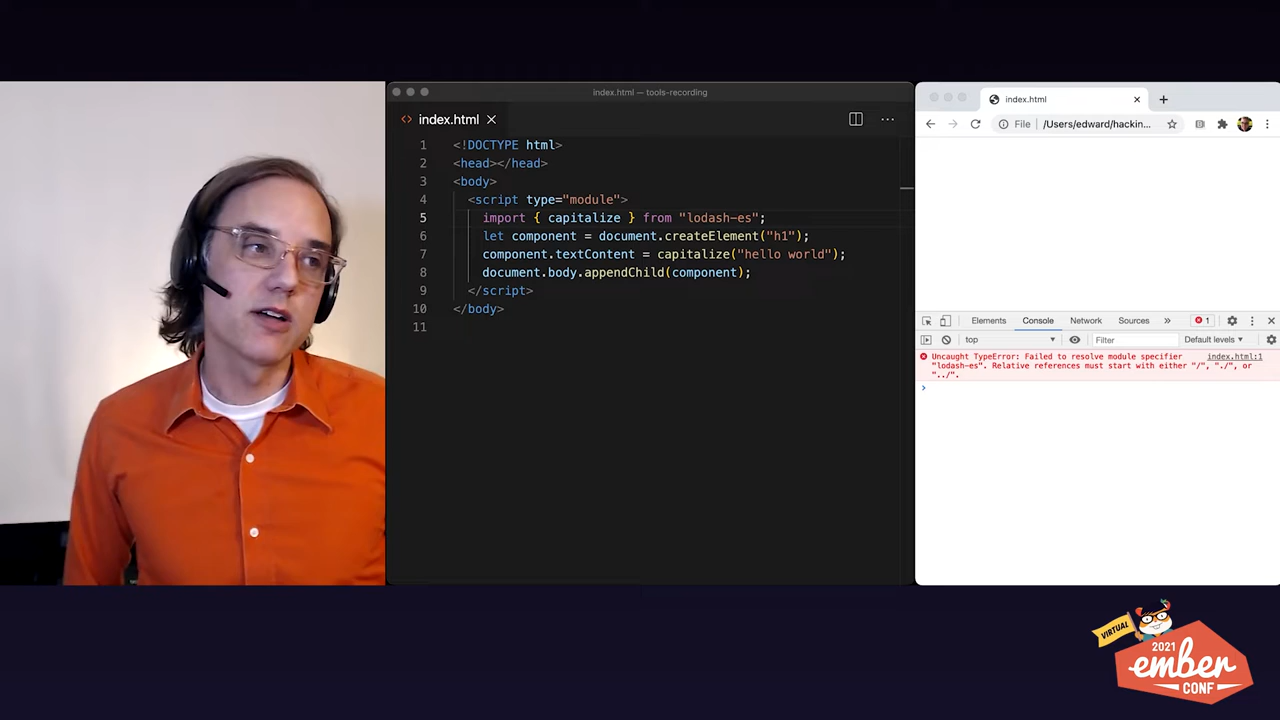 index.html — tools-recording
index.html
1 <!DOCTYPE html>
2 <head></head>
3 <body>
4 <script type="module">
5 import { capitalize } from "lodash-es";
6 let component = document.createElement("h1");
7 component.textContent = capitalize("hello world");
8 document.body.appendChild(component);
9 </script>
10 </body>
11
index.html
File /Users/edward/hackin...
Elements Console Network Sources » 1
top Filter Default levels
Uncaught TypeError: Failed to resolve module specifier index.html:1
"lodash-es". Relative references must start with either "/", "./", or
"../".
VIRTUAL
2021
ember
CONF